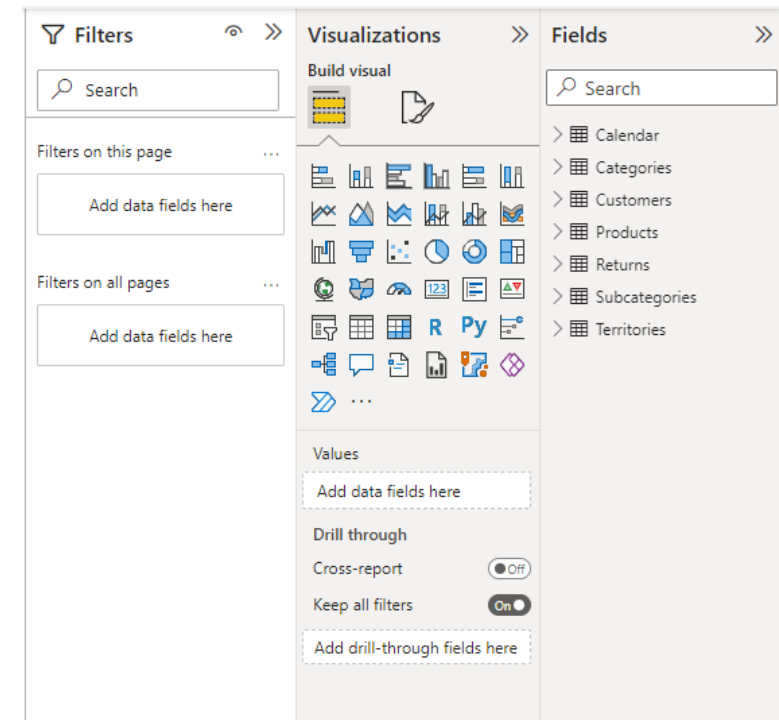 Filters
Search
Filters on this page
...
Add data fields here
Filters on all pages
...
Add data fields here
Visualizations
Build visual
123
R
Py
...
Values
Add data fields here
Drill through
Cross-report
Off
Keep all filters
On
Add drill-through fields here
Fields
Search
Calendar
Categories
Customers
Products
Returns
Subcategories
Territories